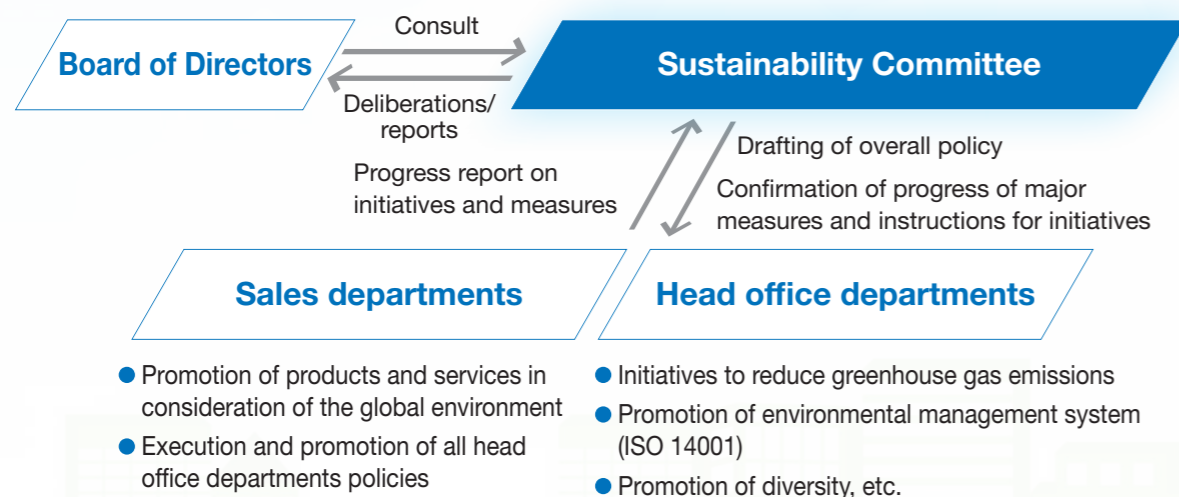 Consult
Board of Directors
Sustainability Committee
Deliberations/
reports
Progress report on
initiatives and measures
Drafting of overall policy
Confirmation of progress of major
measures and instructions for initiatives
Sales departments
● Promotion of products and services in
consideration of the global environment
● Execution and promotion of all head
office departments policies
Head office departments
● Initiatives to reduce greenhouse gas emissions
● Promotion of environmental management system
(ISO 14001)
● Promotion of diversity, etc.